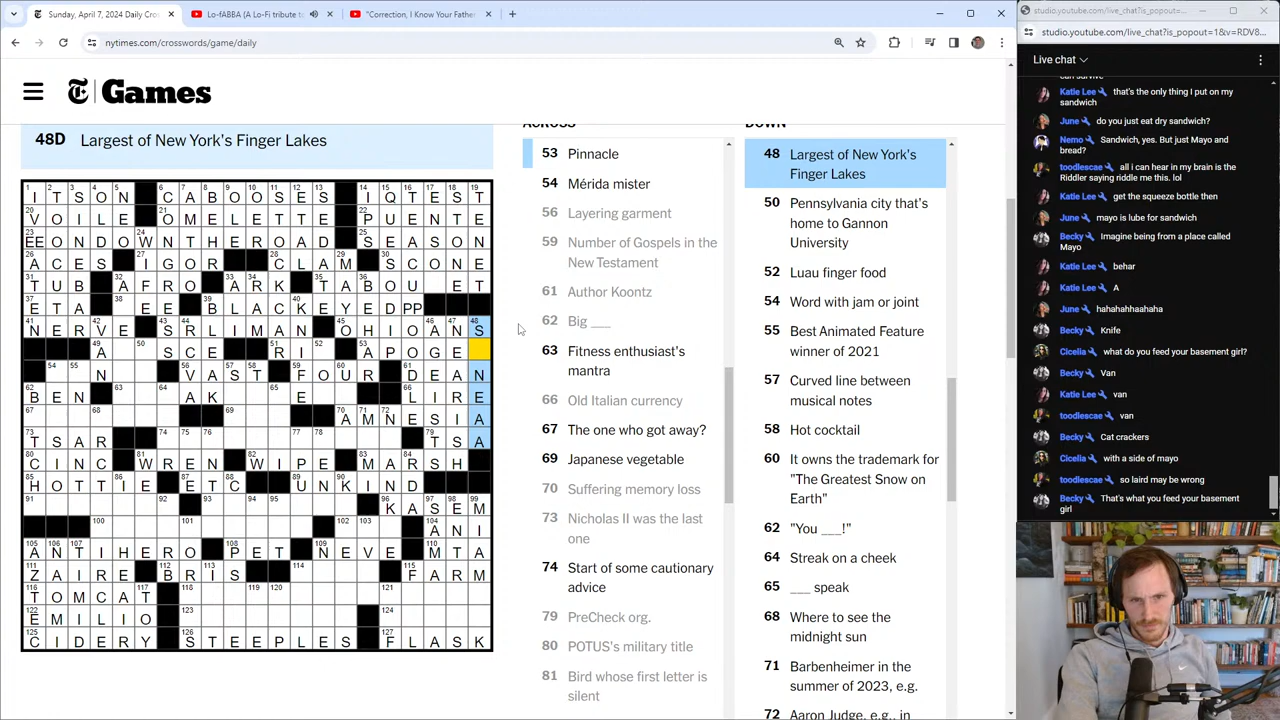 Sunday, April 7, 2024 Daily Cro
Lo-fABBA (A Lo-Fi tribute to
"Correction, I Know Your Father
nytimes.com/crosswords/game/daily
Games
48D Largest of New York's Finger Lakes
ACROSS
53 Pinnacle
54 Mérida mister
56 Layering garment
59 Number of Gospels in the
New Testament
61 Author Koontz
62 Big ___
63 Fitness enthusiast's
mantra
66 Old Italian currency
67 The one who got away?
69 Japanese vegetable
70 Suffering memory loss
73 Nicholas II was the last
one
74 Start of some cautionary
advice
79 PreCheck org.
80 POTUS's military title
81 Bird whose first letter is
silent
DOWN
48 Largest of New York's
Finger Lakes
50 Pennsylvania city that's
home to Gannon
University
52 Luau finger food
54 Word with jam or joint
55 Best Animated Feature
winner of 2021
57 Curved line between
musical notes
58 Hot cocktail
60 It owns the trademark for
"The Greatest Snow on
Earth"
62 "You ___!"
64 Streak on a cheek
65 ___ speak
68 Where to see the
midnight sun
71 Barbenheimer in the
summer of 2023, e.g.
72 Aaron Judge, e.g., in
studio.youtube.com/live_chat?is_popout=...
studio.youtube.com/live_chat?is_popout=1&v=RDV8...
Live chat
can survive
Katie Lee that's the only thing I put on my
sandwich
June do you just eat dry sandwich?
Nemo Sandwich, yes. But just Mayo and
bread?
toodlescae all i can hear in my brain is the
Riddler saying riddle me this. lol
Katie Lee get the squeeze bottle then
June mayo is lube for sandwich
Becky Imagine being from a place called
Mayo
Katie Lee behar
Katie Lee A
June hahahahhaahaha
Becky Knife
Cicelia what do you feed your basement girl?
Becky Van
Katie Lee van
toodlescae van
Becky Cat crackers
Cicelia with a side of mayo
toodlescae so laird may be wrong
Becky That's what you feed your basement
girl